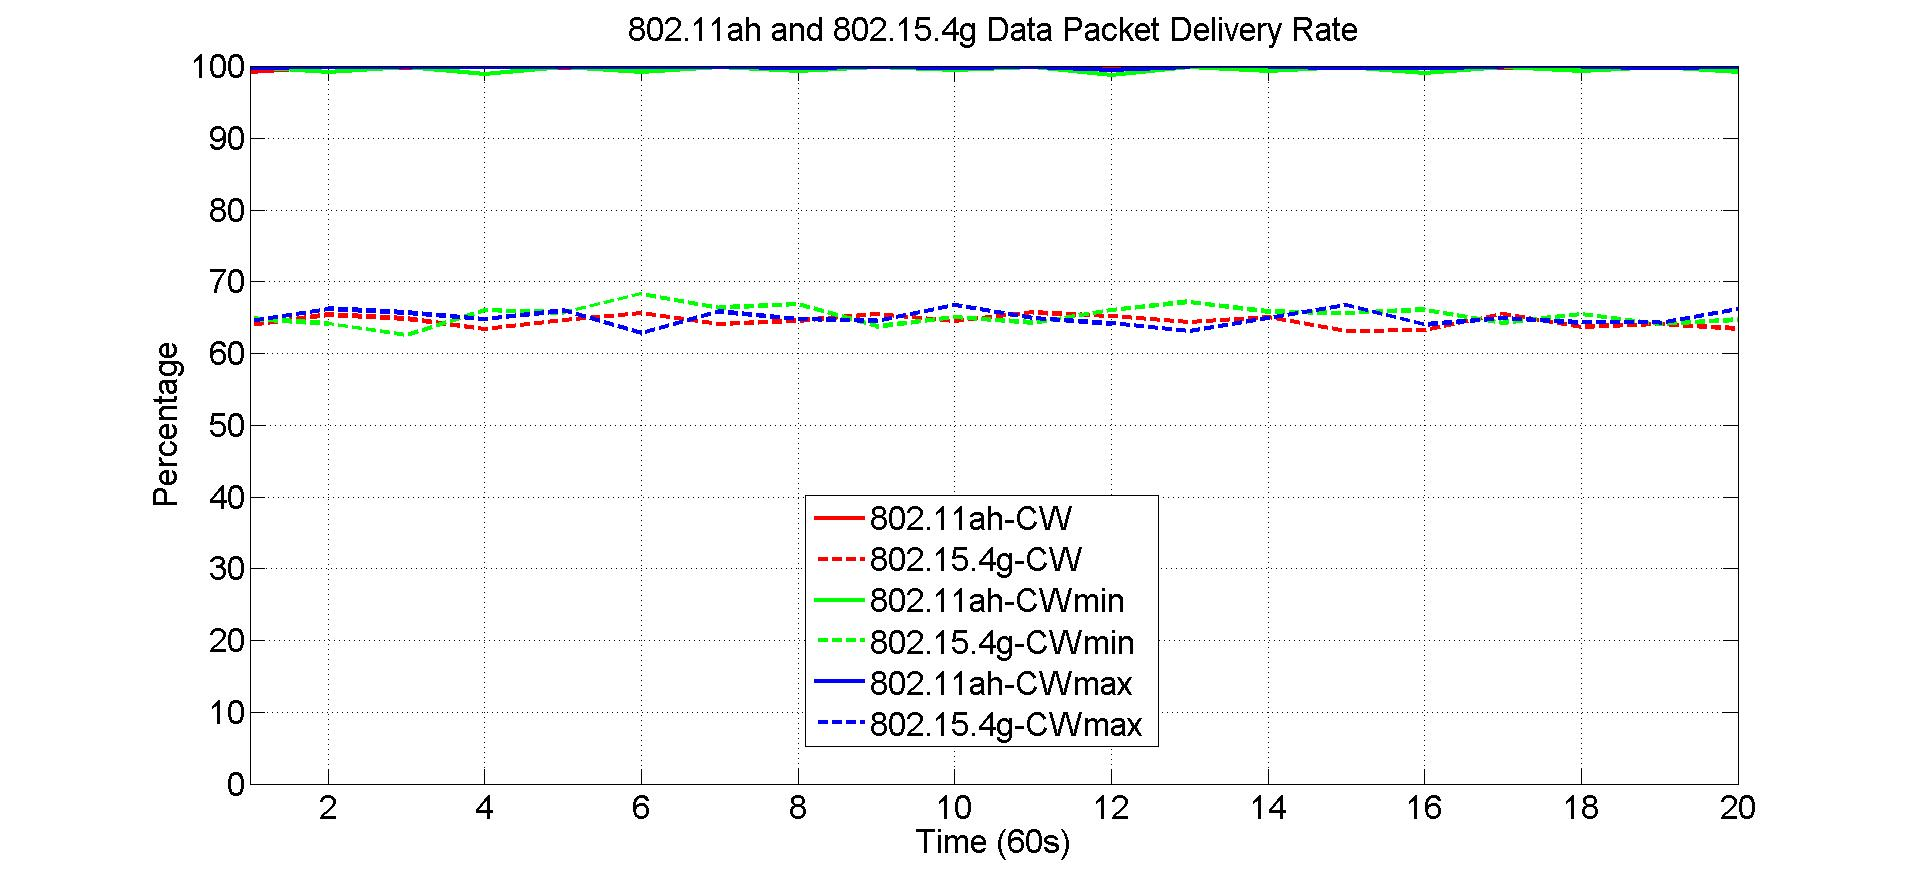 802.11ah and 802.15.4g Data Packet Delivery Rate
100
90
80
70
60
50
40
30
20
10
0
Percentage
802.11ah-CW
802.15.4g-CW
802.11ah-CWmin
802.15.4g-CWmin
802.11ah-CWmax
802.15.4g-CWmax
2 4 6 8 10 12 14 16 18 20
Time (60s)